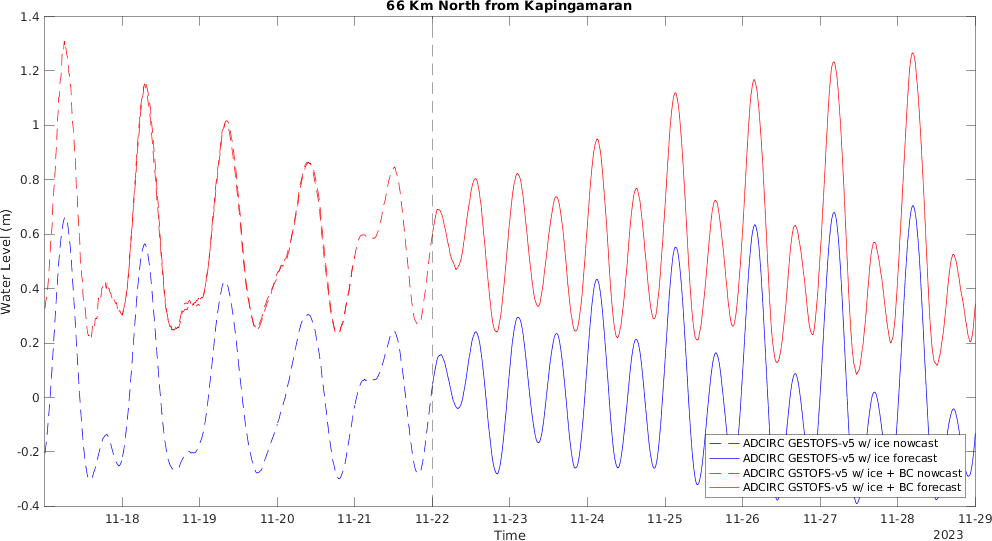 66 Km North from Kapingamaran
Water Level (m)
1.4
1.2
1
0.8
0.6
0.4
0.2
0
-0.2
-0.4
ADCIRC GESTOFS-v5 w/ ice nowcast
ADCIRC GESTOFS-v5 w/ ice forecast
ADCIRC GSTOFS-v5 w/ ice + BC nowcast
ADCIRC GSTOFS-v5 w/ ice + BC forecast
11-18 11-19 11-20 11-21 11-22 11-23 11-24 11-25 11-26 11-27 11-28 11-29
Time
2023